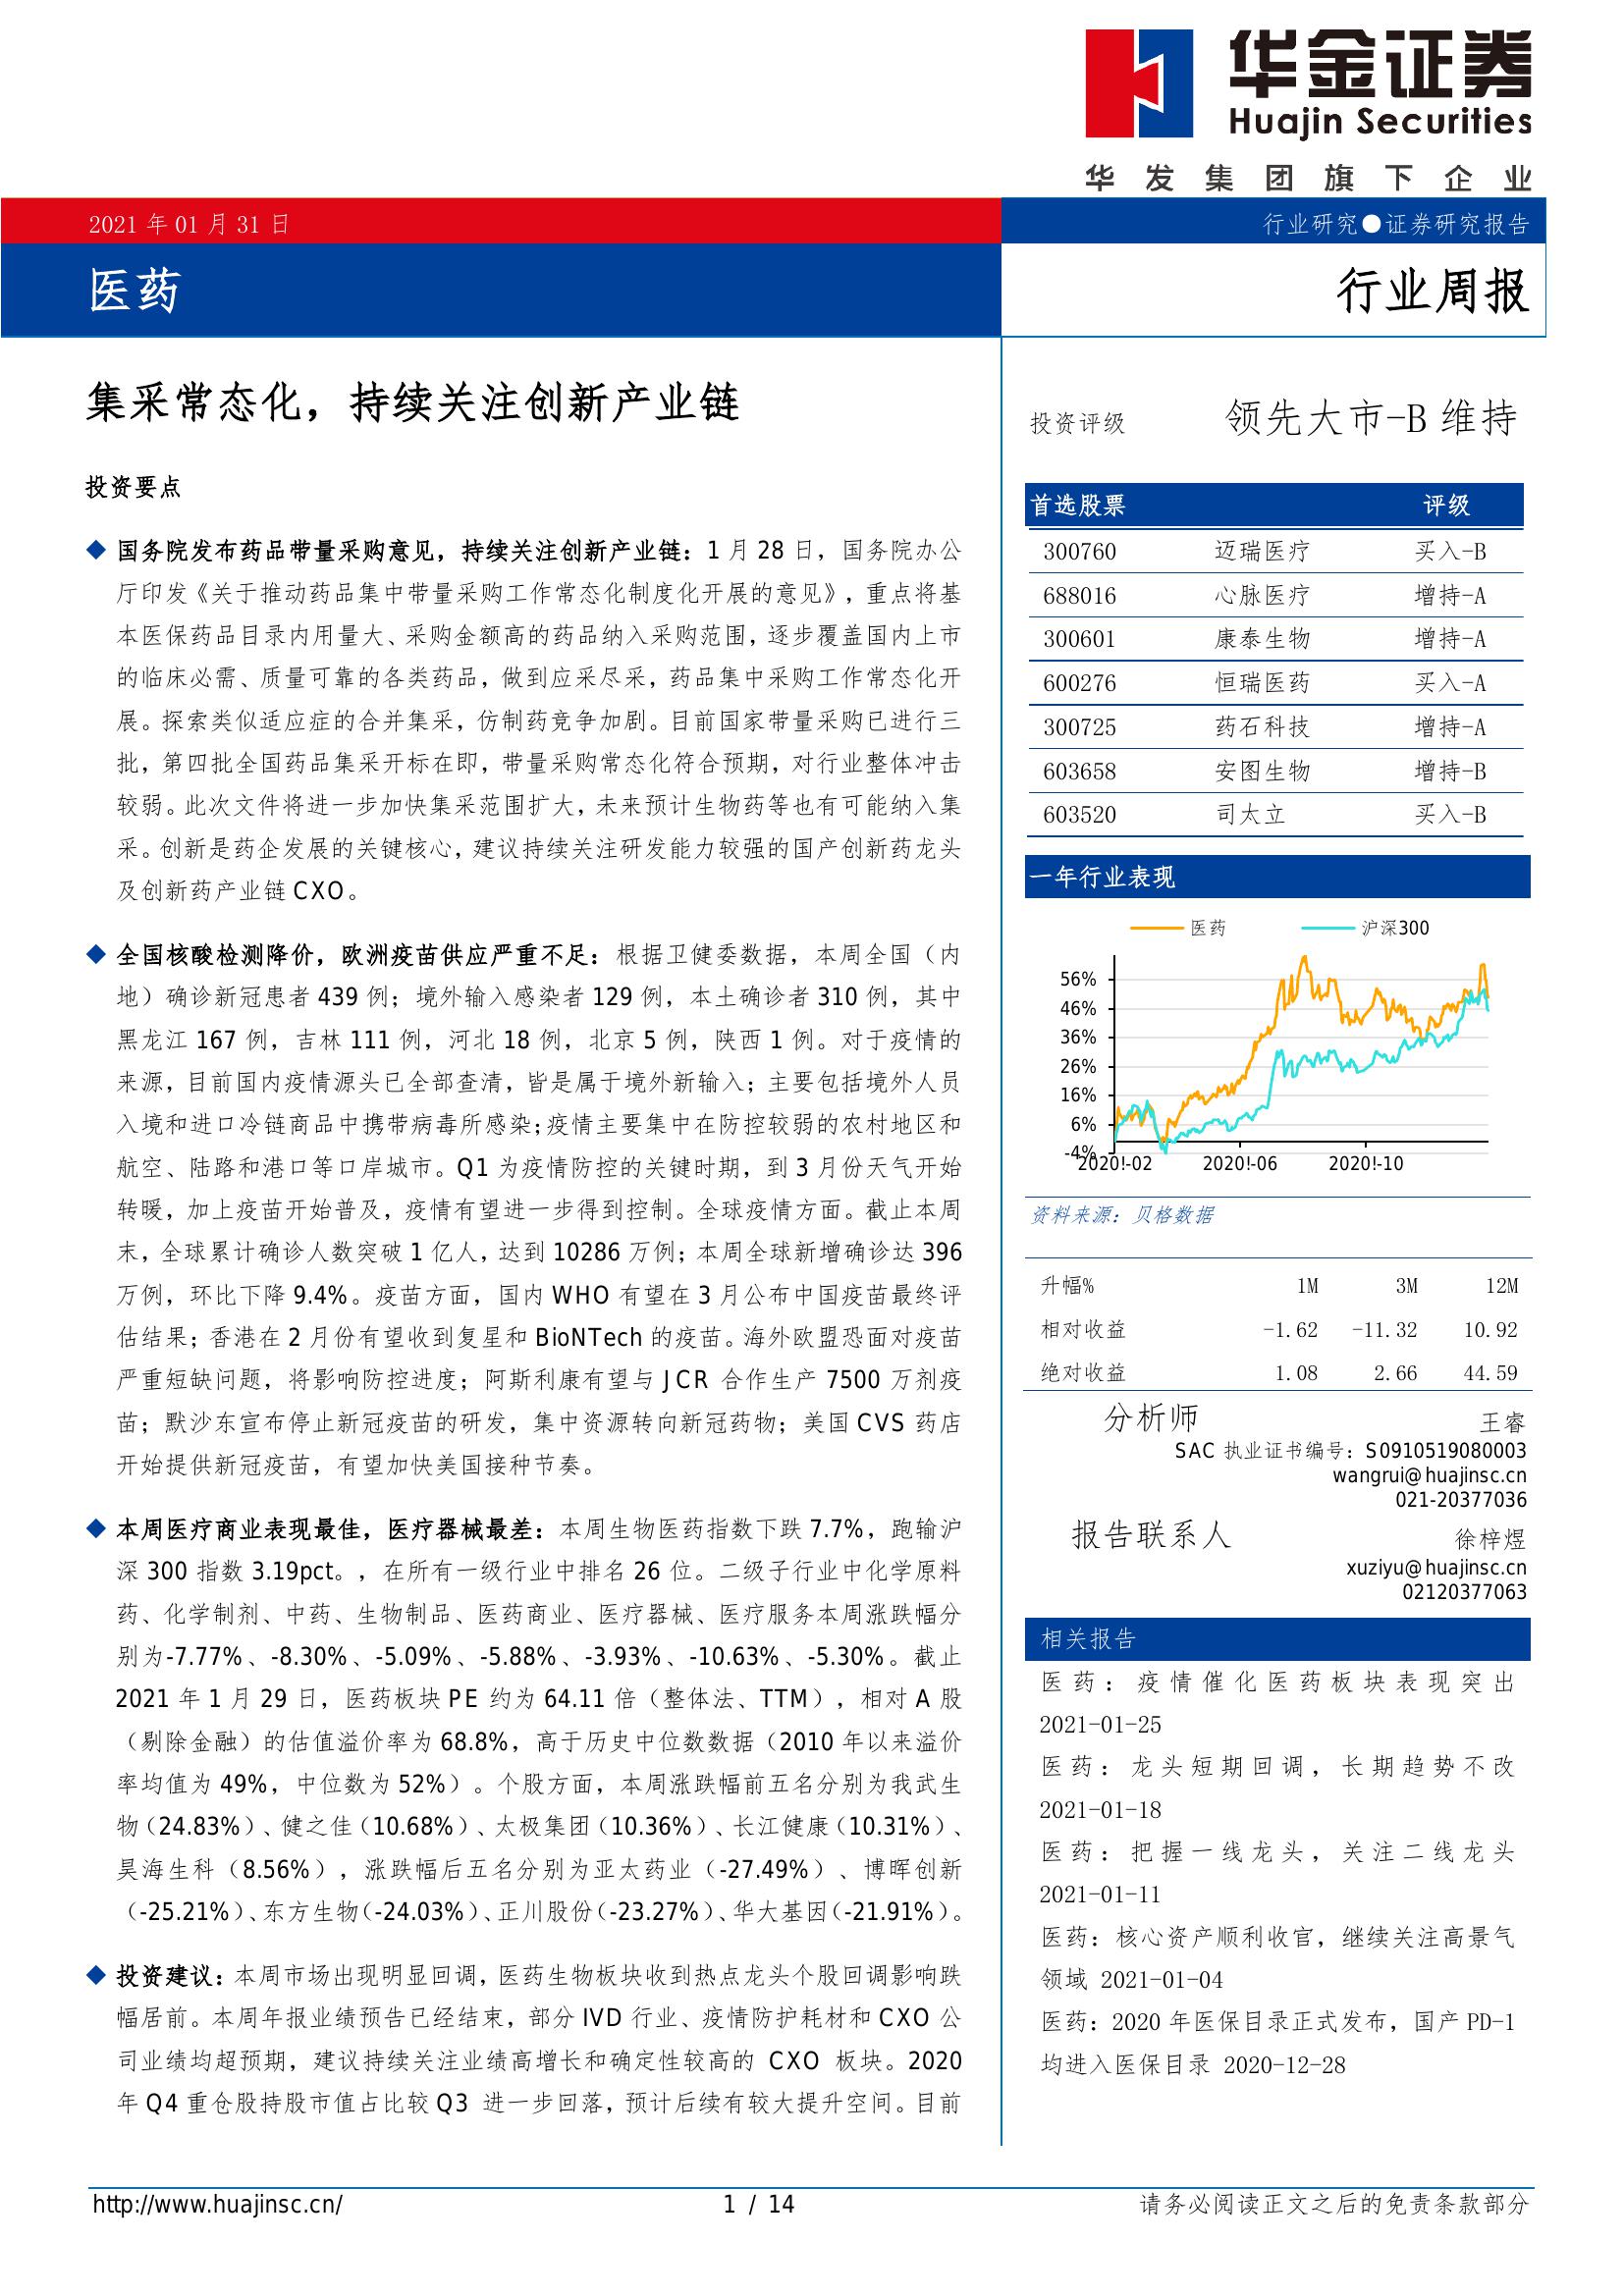 华金证券
Huajin Securities
华发集团旗下企业
2021 年 01 月 31 日
行业研究●证券研究报告
医药
行业周报
集采常态化，持续关注创新产业链
投资要点
◆ 国务院发布药品带量采购意见，持续关注创新产业链：1 月 28 日，国务院办公
厅印发《关于推动药品集中带量采购工作常态化制度化开展的意见》，重点将基
本医保药品目录内用量大、采购金额高的药品纳入采购范围，逐步覆盖国内上市
的临床必需、质量可靠的各类药品，做到应采尽采，药品集中采购工作常态化开
展。探索类似适应症的合并集采，仿制药竞争加剧。目前国家带量采购已进行三
批，第四批全国药品集采开标在即，带量采购常态化符合预期，对行业整体冲击
较弱。此次文件将进一步加快集采范围扩大，未来预计生物药等也有可能纳入集
采。创新是药企发展的关键核心，建议持续关注研发能力较强的国产创新药龙头
及创新药产业链 CXO。
◆ 全国核酸检测降价，欧洲疫苗供应严重不足：根据卫健委数据，本周全国（内
地）确诊新冠患者 439 例；境外输入感染者 129 例，本土确诊者 310 例，其中
黑龙江 167 例，吉林 111 例，河北 18 例，北京 5 例，陕西 1 例。对于疫情的
来源，目前国内疫情源头已全部查清，皆是属于境外新输入；主要包括境外人员
入境和进口冷链商品中携带病毒所感染；疫情主要集中在防控较弱的农村地区和
航空、陆路和港口等口岸城市。Q1 为疫情防控的关键时期，到 3 月份天气开始
转暖，加上疫苗开始普及，疫情有望进一步得到控制。全球疫情方面。截止本周
末，全球累计确诊人数突破 1 亿人，达到 10286 万例；本周全球新增确诊达 396
万例，环比下降 9.4%。疫苗方面，国内 WHO 有望在 3 月公布中国疫苗最终评
估结果；香港在 2 月份有望收到复星和 BioNTech 的疫苗。海外欧盟恐面对疫苗
严重短缺问题，将影响防控进度；阿斯利康有望与 JCR 合作生产 7500 万剂疫
苗；默沙东宣布停止新冠疫苗的研发，集中资源转向新冠药物；美国 CVS 药店
开始提供新冠疫苗，有望加快美国接种节奏。
◆ 本周医疗商业表现最佳，医疗器械最差：本周生物医药指数下跌 7.7%，跑输沪
深 300 指数 3.19pct。，在所有一级行业中排名 26 位。二级子行业中化学原料
药、化学制剂、中药、生物制品、医药商业、医疗器械、医疗服务本周涨跌幅分
别为-7.77%、-8.30%、-5.09%、-5.88%、-3.93%、-10.63%、-5.30%。截止
2021 年 1 月 29 日，医药板块 PE 约为 64.11 倍（整体法、TTM），相对 A 股
（剔除金融）的估值溢价率为 68.8%，高于历史中位数数据（2010 年以来溢价
率均值为 49%，中位数为 52%）。个股方面，本周涨跌幅前五名分别为我武生
物（24.83%）、健之佳（10.68%）、太极集团（10.36%）、长江健康（10.31%）、
昊海生科（8.56%），涨跌幅后五名分别为亚太药业（-27.49%）、博晖创新
（-25.21%）、东方生物（-24.03%）、正川股份（-23.27%）、华大基因（-21.91%）。
◆ 投资建议：本周市场出现明显回调，医药生物板块收到热点龙头个股回调影响跌
幅居前。本周年报业绩预告已经结束，部分 IVD 行业、疫情防护耗材和 CXO 公
司业绩均超预期，建议持续关注业绩高增长和确定性较高的 CXO 板块。2020
年 Q4 重仓股持股市值占比较 Q3 进一步回落，预计后续有较大提升空间。目前
投资评级 领先大市-B 维持
首选股票 评级
300760 迈瑞医疗 买入-B
688016 心脉医疗 增持-A
300601 康泰生物 增持-A
600276 恒瑞医药 买入-A
300725 药石科技 增持-A
603658 安图生物 增持-B
603520 司太立 买入-B
一年行业表现
医药 沪深300
56%
46%
36%
26%
16%
6%
-4%
2020!-02 2020!-06 2020!-10
资料来源：贝格数据
升幅% 1M 3M 12M
相对收益 -1.62 -11.32 10.92
绝对收益 1.08 2.66 44.59
分析师 王睿
SAC 执业证书编号：S0910519080003
wangrui@huajinsc.cn
021-20377036
报告联系人 徐梓煜
xuziyu@huajinsc.cn
02120377063
相关报告
医药：疫情催化医药板块表现突出
2021-01-25
医药：龙头短期回调，长期趋势不改
2021-01-18
医药：把握一线龙头，关注二线龙头
2021-01-11
医药：核心资产顺利收官，继续关注高景气
领域 2021-01-04
医药：2020 年医保目录正式发布，国产 PD-1
均进入医保目录 2020-12-28
http://www.huajinsc.cn/ 1 / 14 请务必阅读正文之后的免责条款部分